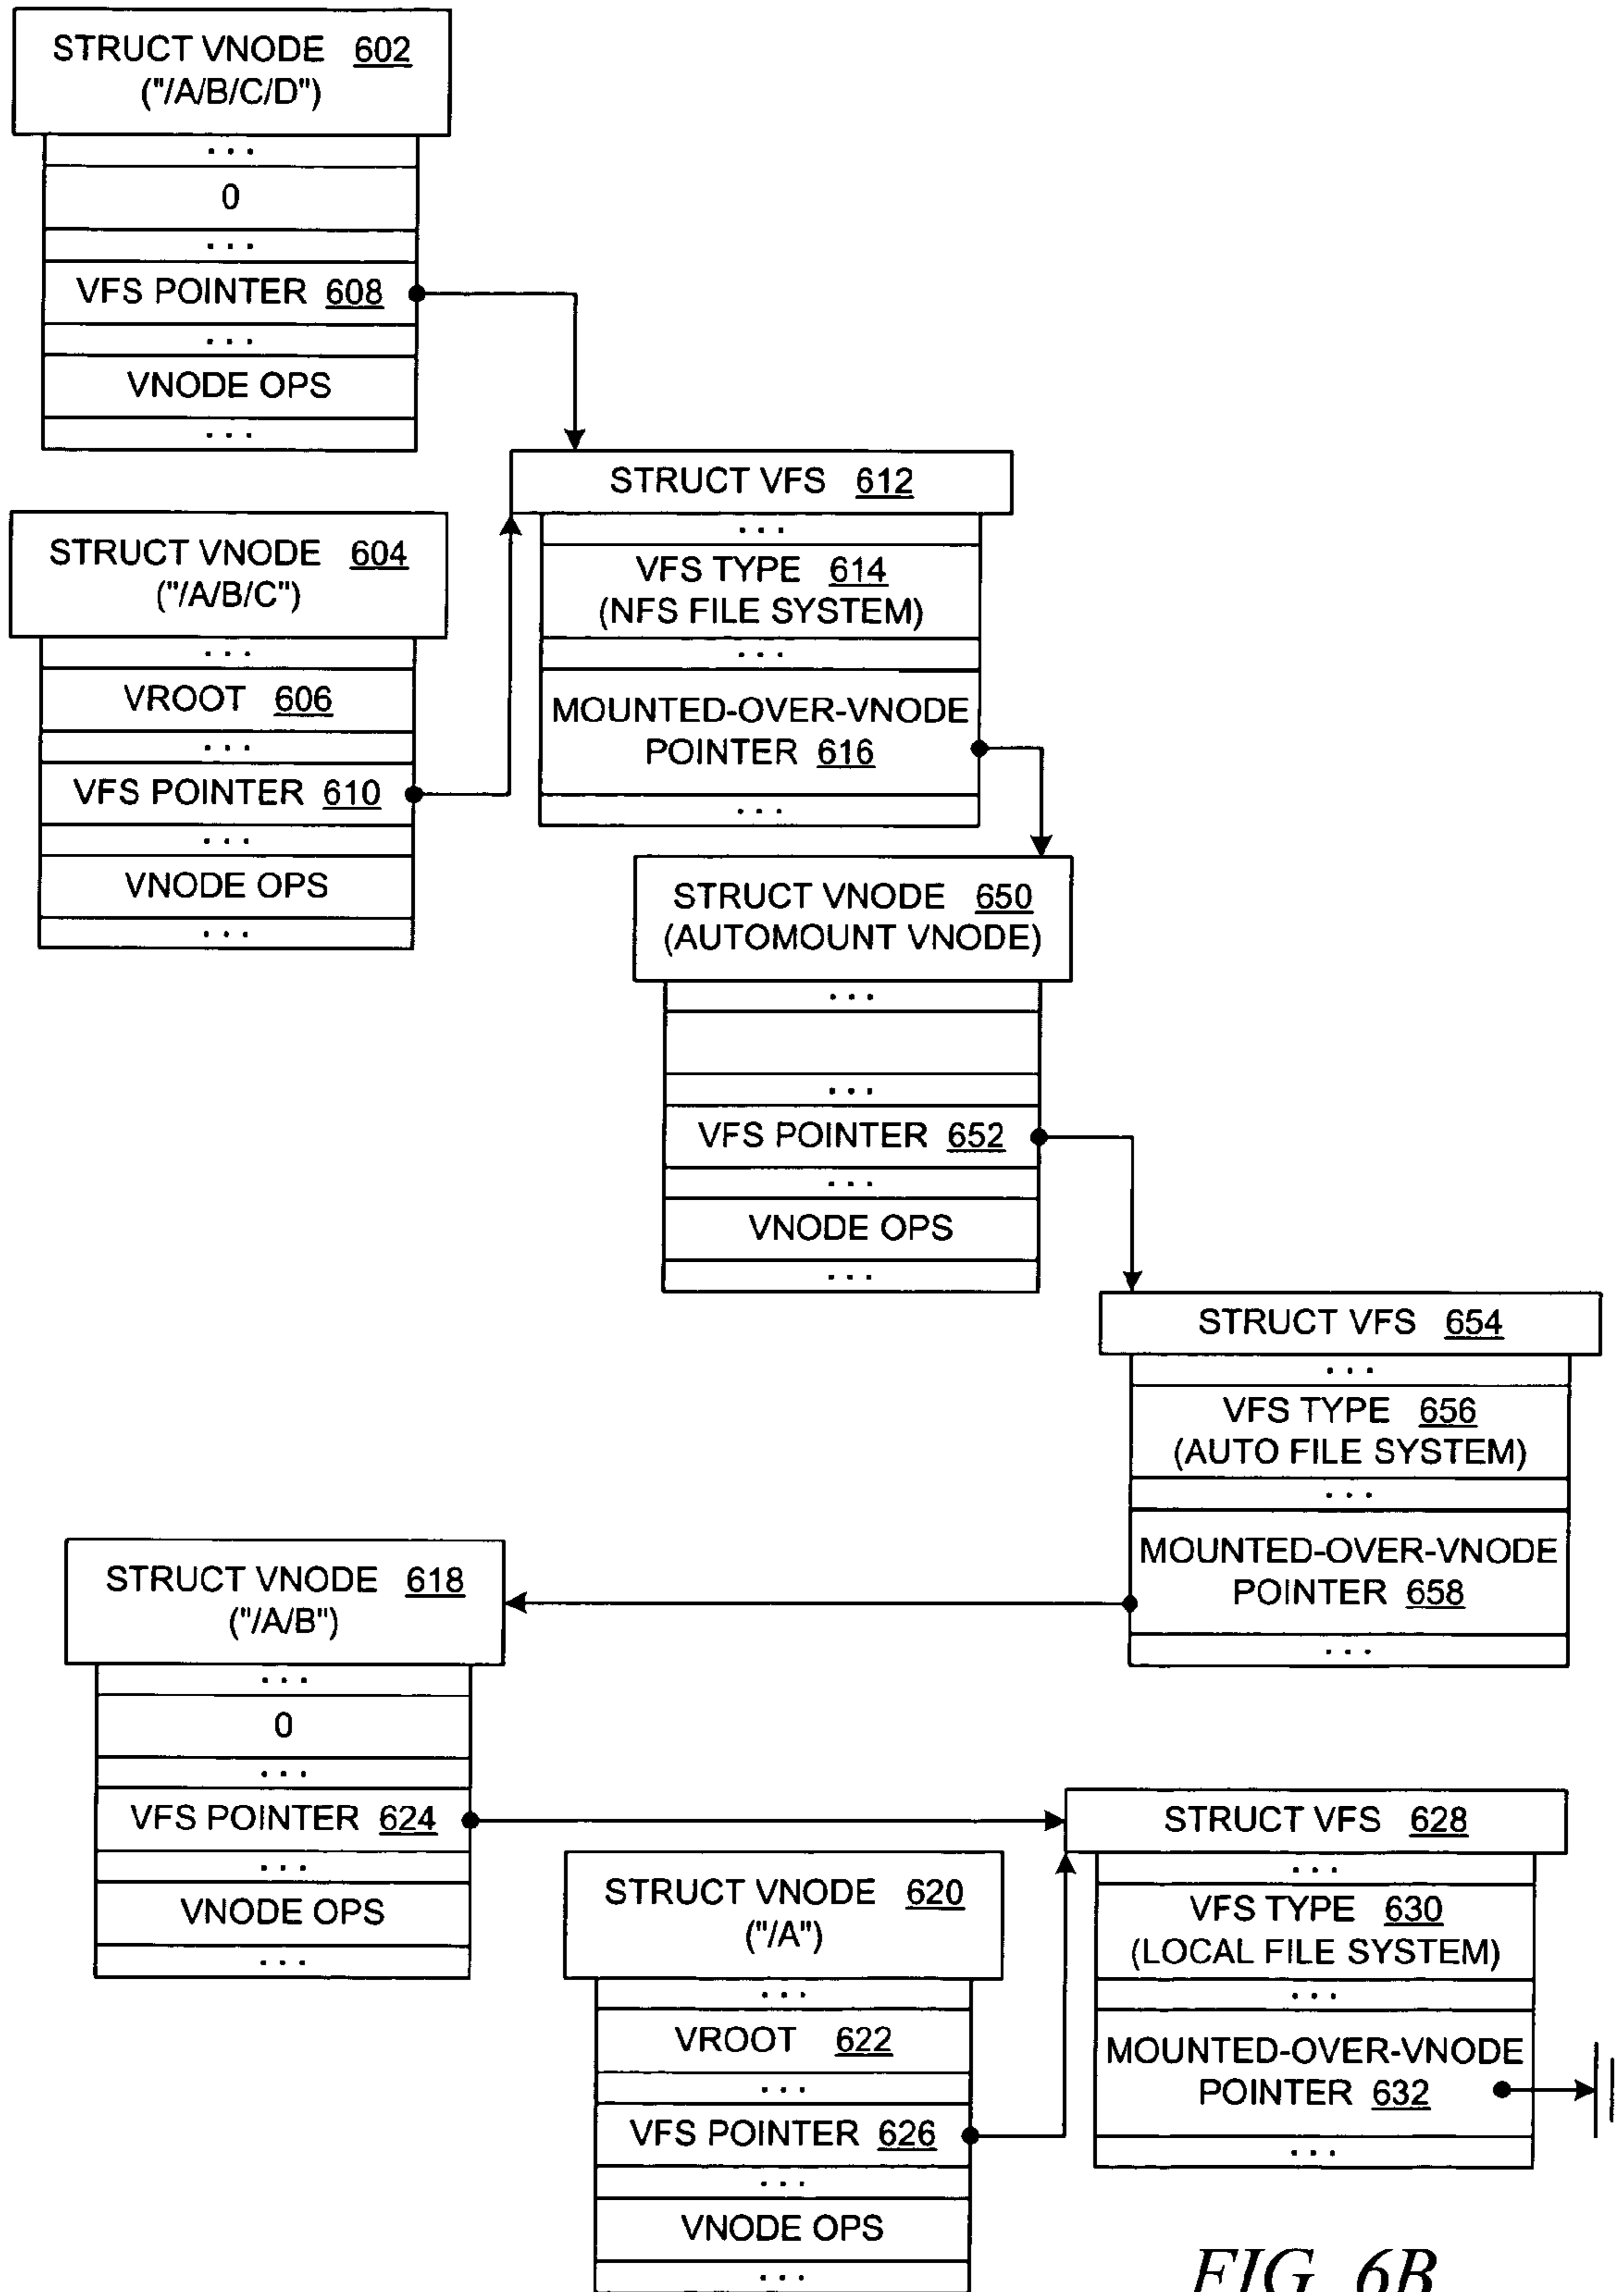 STRUCT VNODE 602
("/A/B/C/D")
...
0
...
VFS POINTER 608
...
VNODE OPS
...
STRUCT VFS 612
...
VFS TYPE 614
(NFS FILE SYSTEM)
...
MOUNTED-OVER-VNODE
POINTER 616
...
STRUCT VNODE 604
("/A/B/C")
...
VROOT 606
...
VFS POINTER 610
...
VNODE OPS
...
STRUCT VNODE 650
(AUTOMOUNT VNODE)
...
...
VFS POINTER 652
...
VNODE OPS
...
STRUCT VFS 654
...
VFS TYPE 656
(AUTO FILE SYSTEM)
...
MOUNTED-OVER-VNODE
POINTER 658
...
STRUCT VNODE 618
("/A/B")
...
0
...
VFS POINTER 624
...
VNODE OPS
...
STRUCT VNODE 620
("/A")
...
VROOT 622
...
VFS POINTER 626
...
VNODE OPS
...
STRUCT VFS 628
...
VFS TYPE 630
(LOCAL FILE SYSTEM)
...
MOUNTED-OVER-VNODE
POINTER 632
...
FIG. 6B